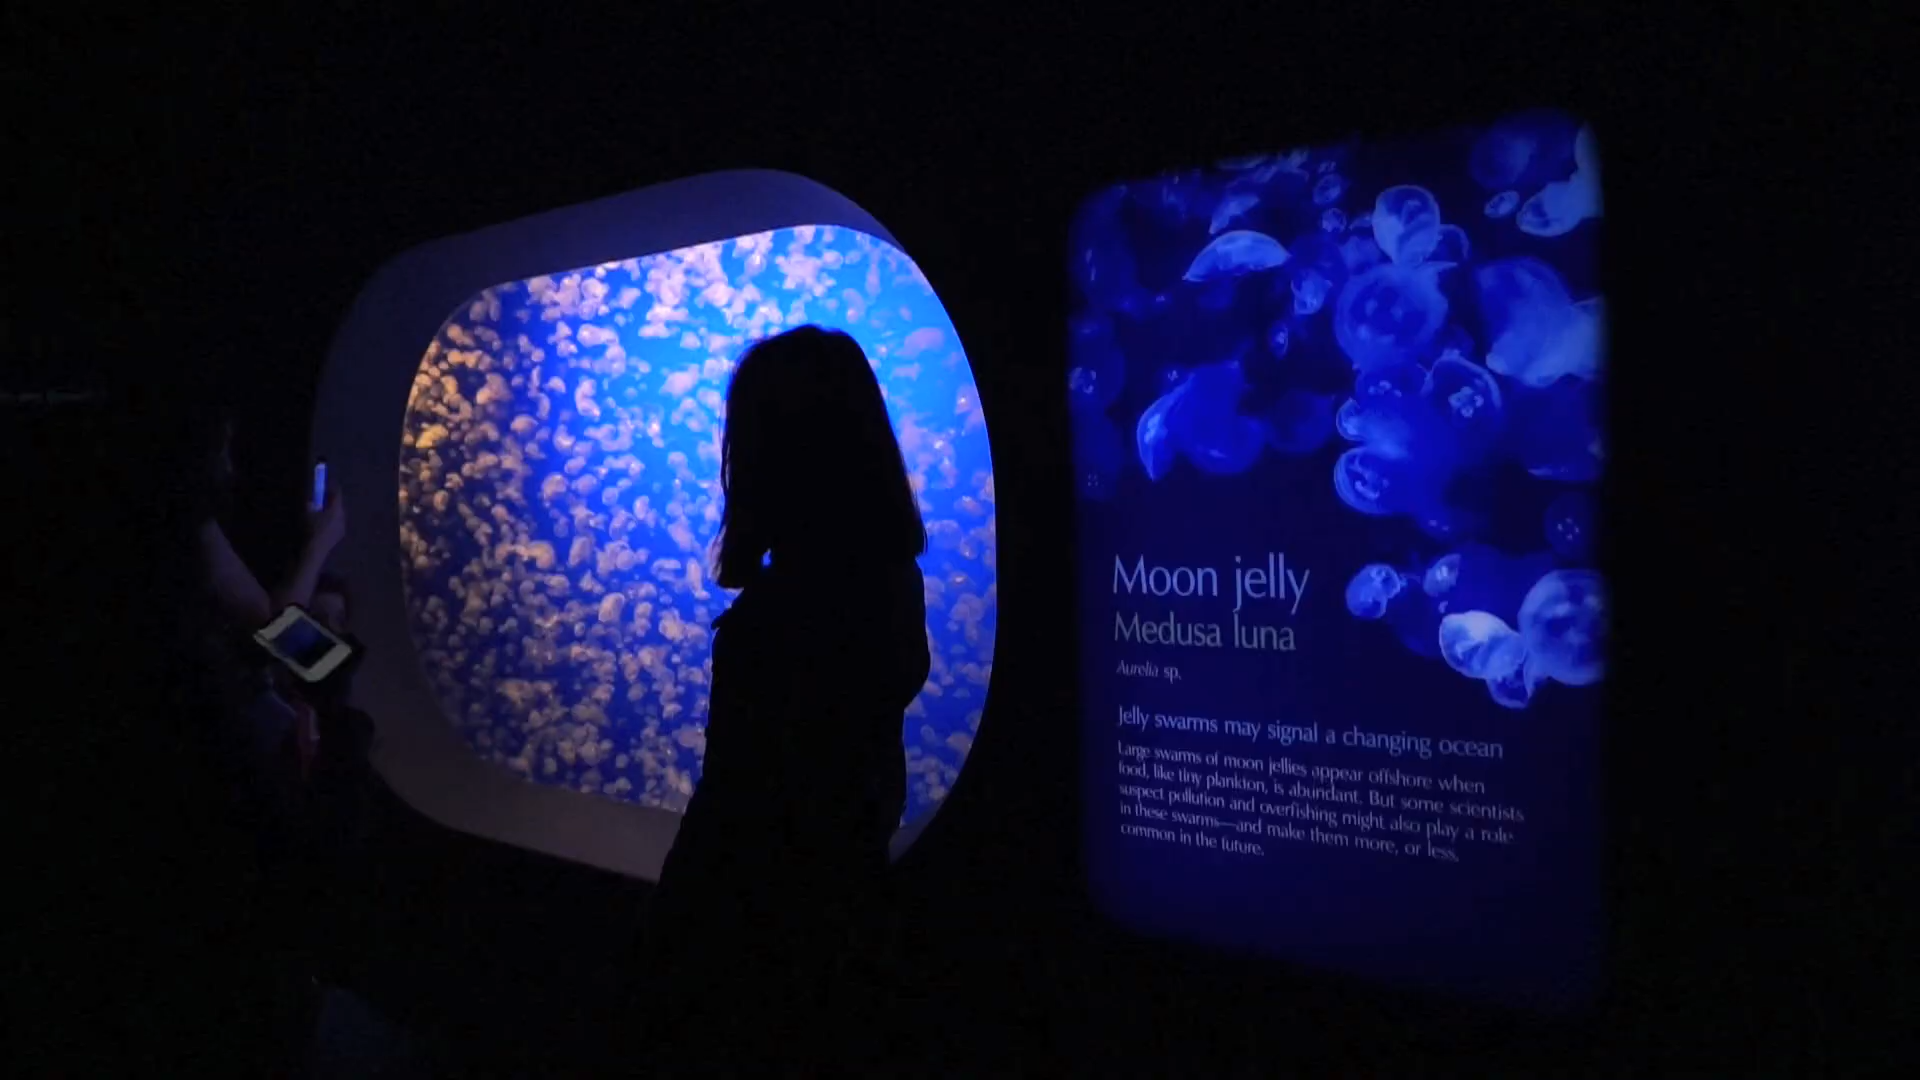 Moon jelly
Medusa luna
Aurelia sp.
Jelly swarms may signal a changing ocean
Large swarms of moon jellies appear offshore when
food, like tiny plankton, is abundant. But some scientists
suspect pollution and overfishing might also play a role
in these swarms—and make them more, or less,
common in the future.